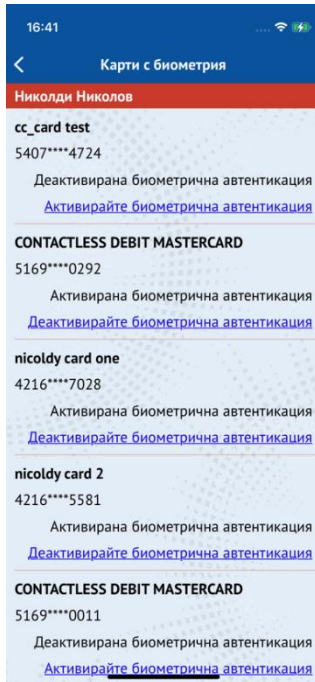 16:41
Карти с биометрия
Николди Николов
cc_card test
5407****4724
Деактивирана биометрична автентикация
Активирайте биометрична автентикация
CONTACTLESS DEBIT MASTERCARD
5169****0292
Активирана биометрична автентикация
Деактивирайте биометрична автентикация
nicoldy card one
4216****7028
Активирана биометрична автентикация
Деактивирайте биометрична автентикация
nicoldy card 2
4216****5581
Активирана биометрична автентикация
Деактивирайте биометрична автентикация
CONTACTLESS DEBIT MASTERCARD
5169****0011
Деактивирана биометрична автентикация
Активирайте биометрична автентикация